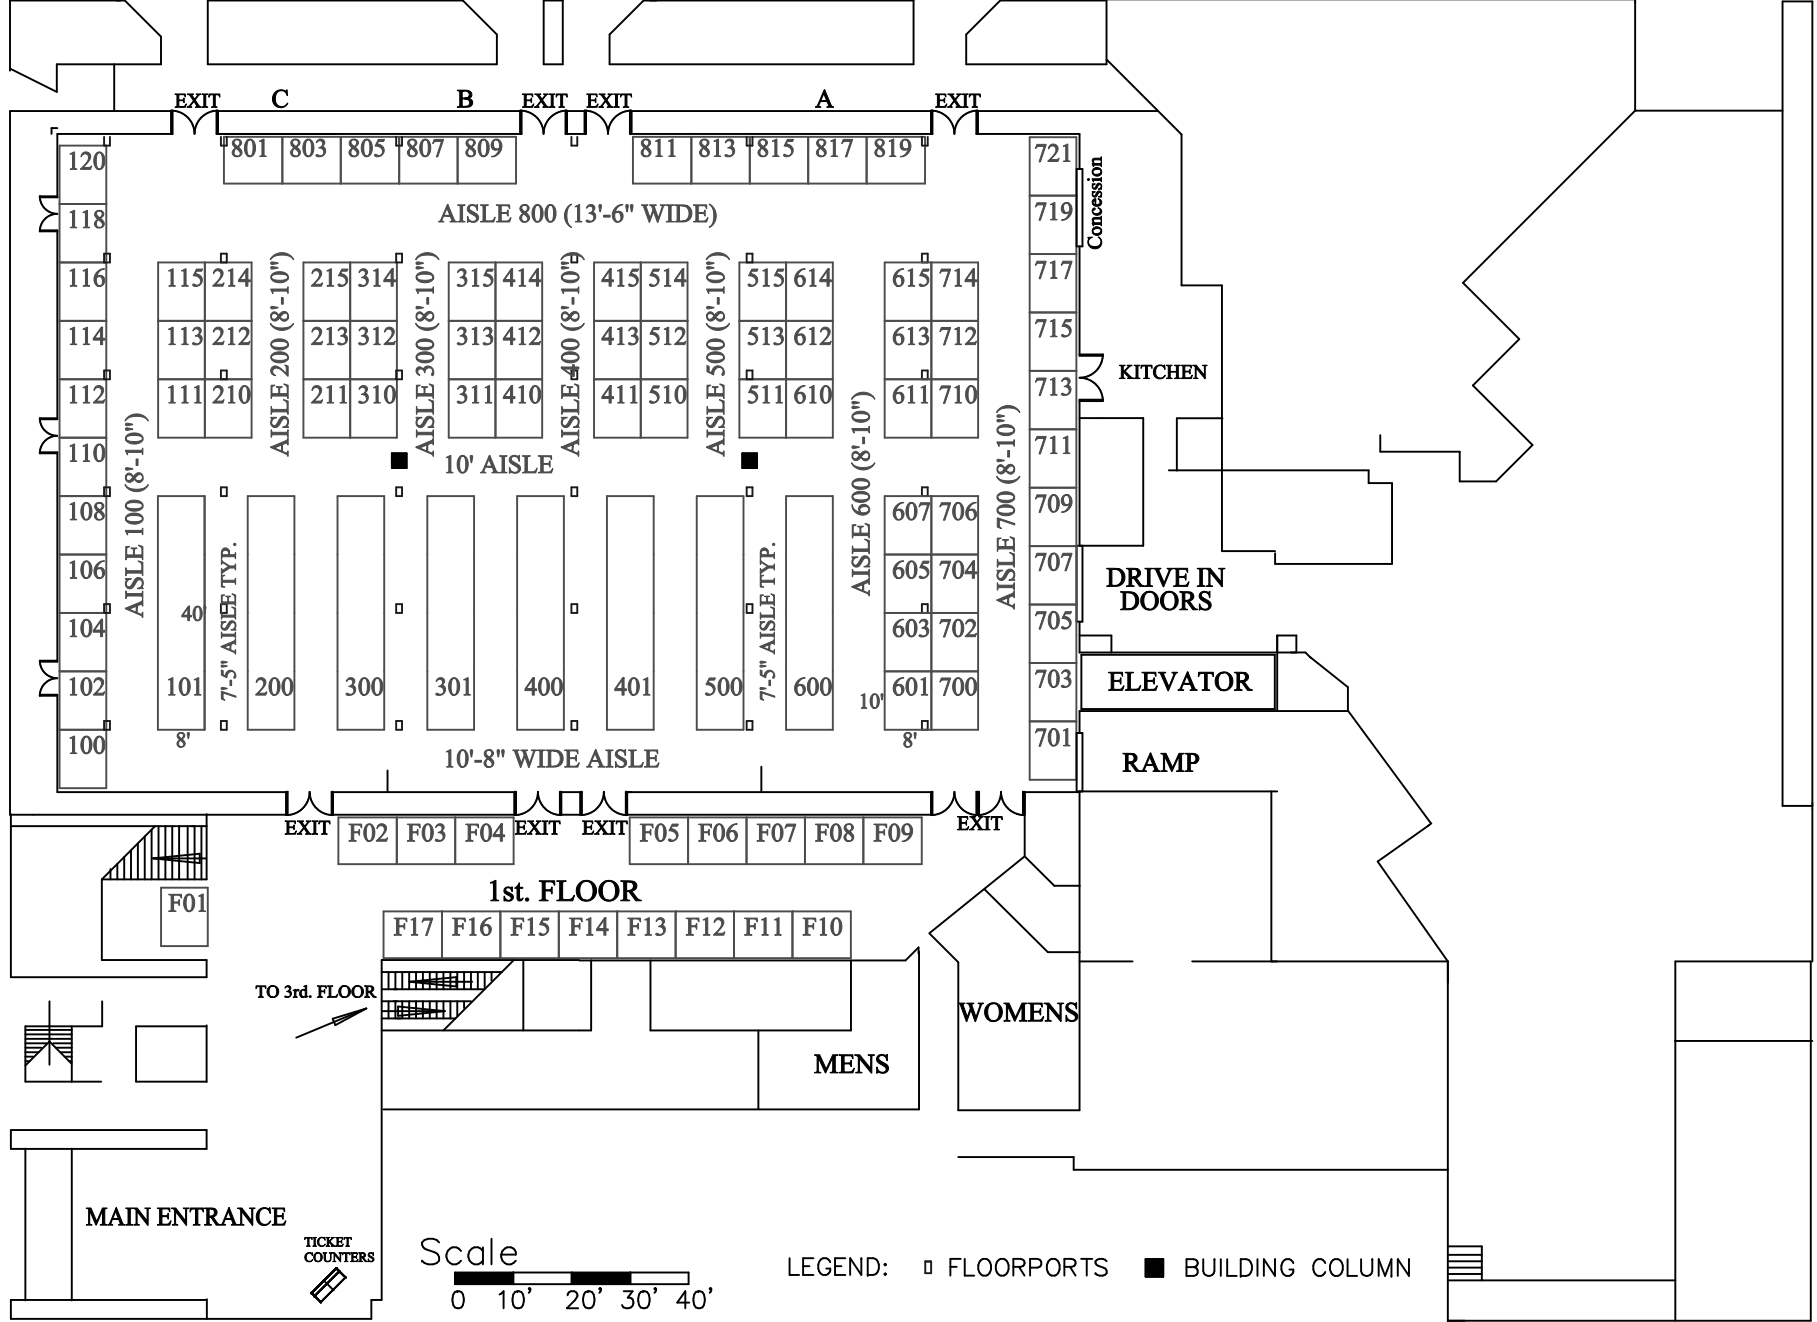 EXIT C B EXIT EXIT A EXIT
801 803 805 807 809 811 813 815 817 819
120 721
118 719
Concession
AISLE 800 (13'-6" WIDE)
116 115 214 215 314 315 414 415 514 515 614 615 714 717
114 113 212 213 312 313 412 413 512 513 612 613 712 715
112 111 210 211 310 311 410 411 510 511 610 611 710 713
KITCHEN
AISLE 100 (8'-10")
AISLE 200 (8'-10")
AISLE 300 (8'-10")
AISLE 400 (8'-10")
AISLE 500 (8'-10")
AISLE 600 (8'-10")
AISLE 700 (8'-10")
110 711
10' AISLE
108 607 706 709
106 605 704 707
DRIVE IN
DOORS
7'-5" AISLE TYP.
7'-5" AISLE TYP.
104 40' 603 702 705
102 101 200 300 301 400 401 500 600 10' 601 700 703
ELEVATOR
8' 8'
100 701
10'-8" WIDE AISLE
RAMP
EXIT EXIT EXIT EXIT
F02 F03 F04 F05 F06 F07 F08 F09
1st. FLOOR
F01
F17 F16 F15 F14 F13 F12 F11 F10
TO 3rd. FLOOR
WOMENS
MENS
MAIN ENTRANCE
TICKET
COUNTERS
Scale
0 10' 20' 30' 40'
LEGEND: FLOORPORTS BUILDING COLUMN